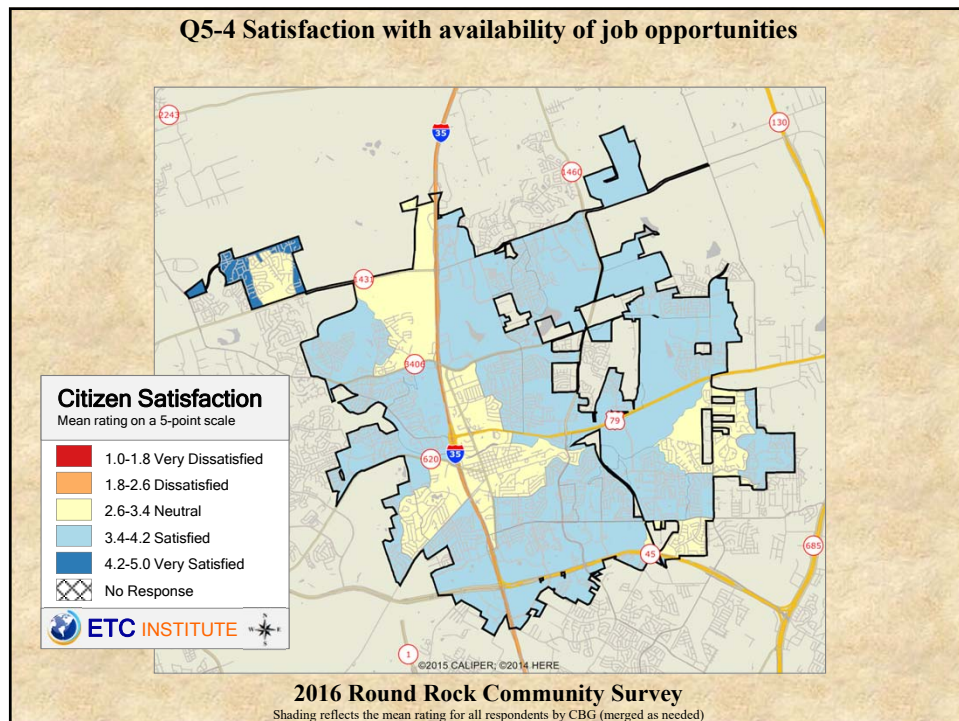 Q5-4 Satisfaction with availability of job opportunities
2243
35
130
1460
1431
3406
79
620
35
45
685
1
Citizen Satisfaction
Mean rating on a 5-point scale
1.0-1.8 Very Dissatisfied
1.8-2.6 Dissatisfied
2.6-3.4 Neutral
3.4-4.2 Satisfied
4.2-5.0 Very Satisfied
No Response
ETC INSTITUTE
N
W E
S
©2015 CALIPER; ©2014 HERE
2016 Round Rock Community Survey
Shading reflects the mean rating for all respondents by CBG (merged as needed)